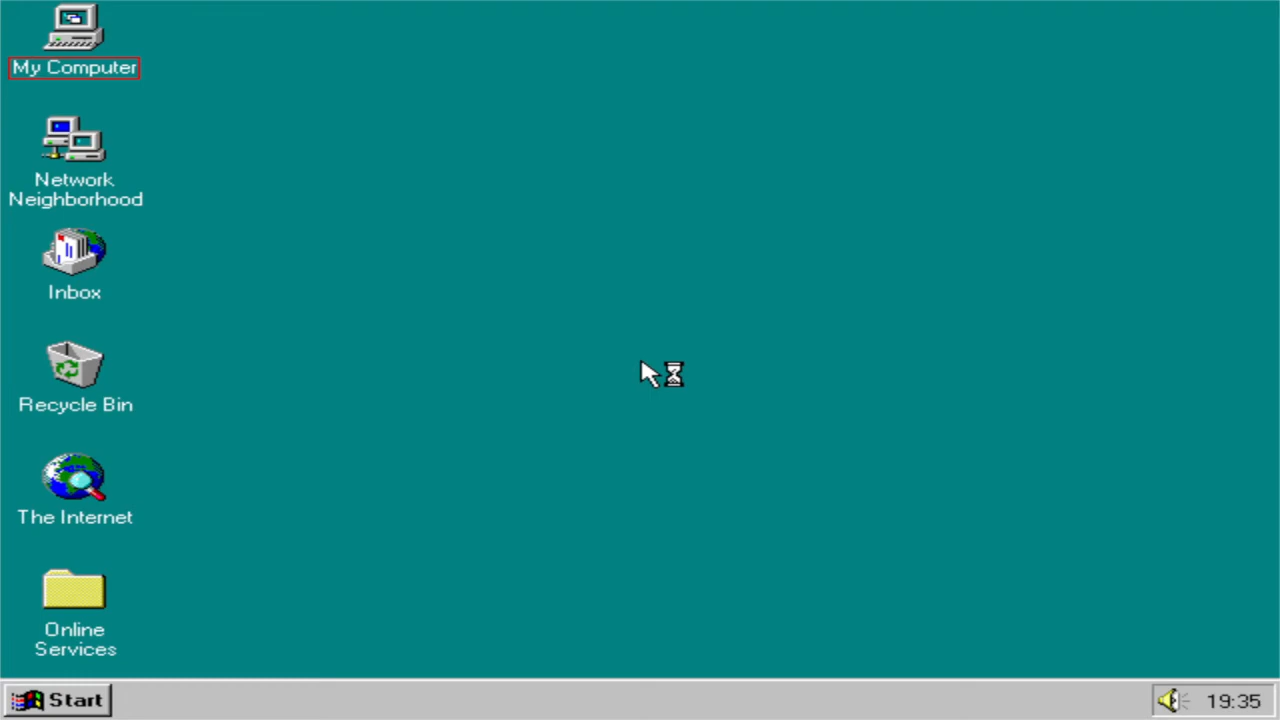 My Computer
Network
Neighborhood
Inbox
Recycle Bin
The Internet
Online
Services
Start
19:35